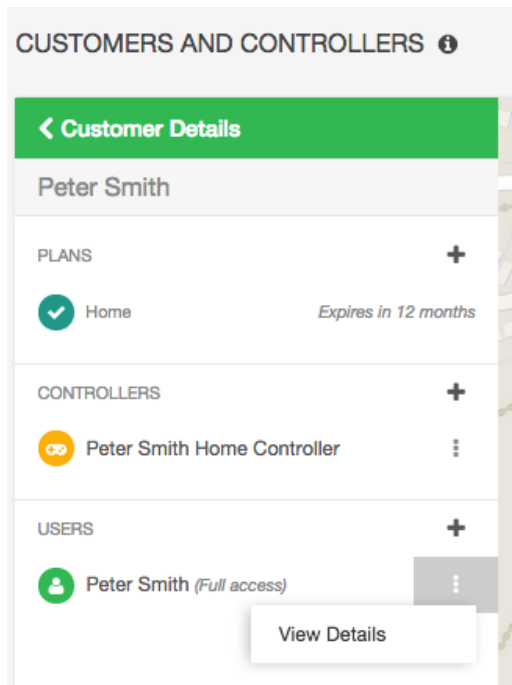 CUSTOMERS AND CONTROLLERS
Customer Details
Peter Smith
PLANS
Home Expires in 12 months
CONTROLLERS
Peter Smith Home Controller
USERS
Peter Smith (Full access)
View Details